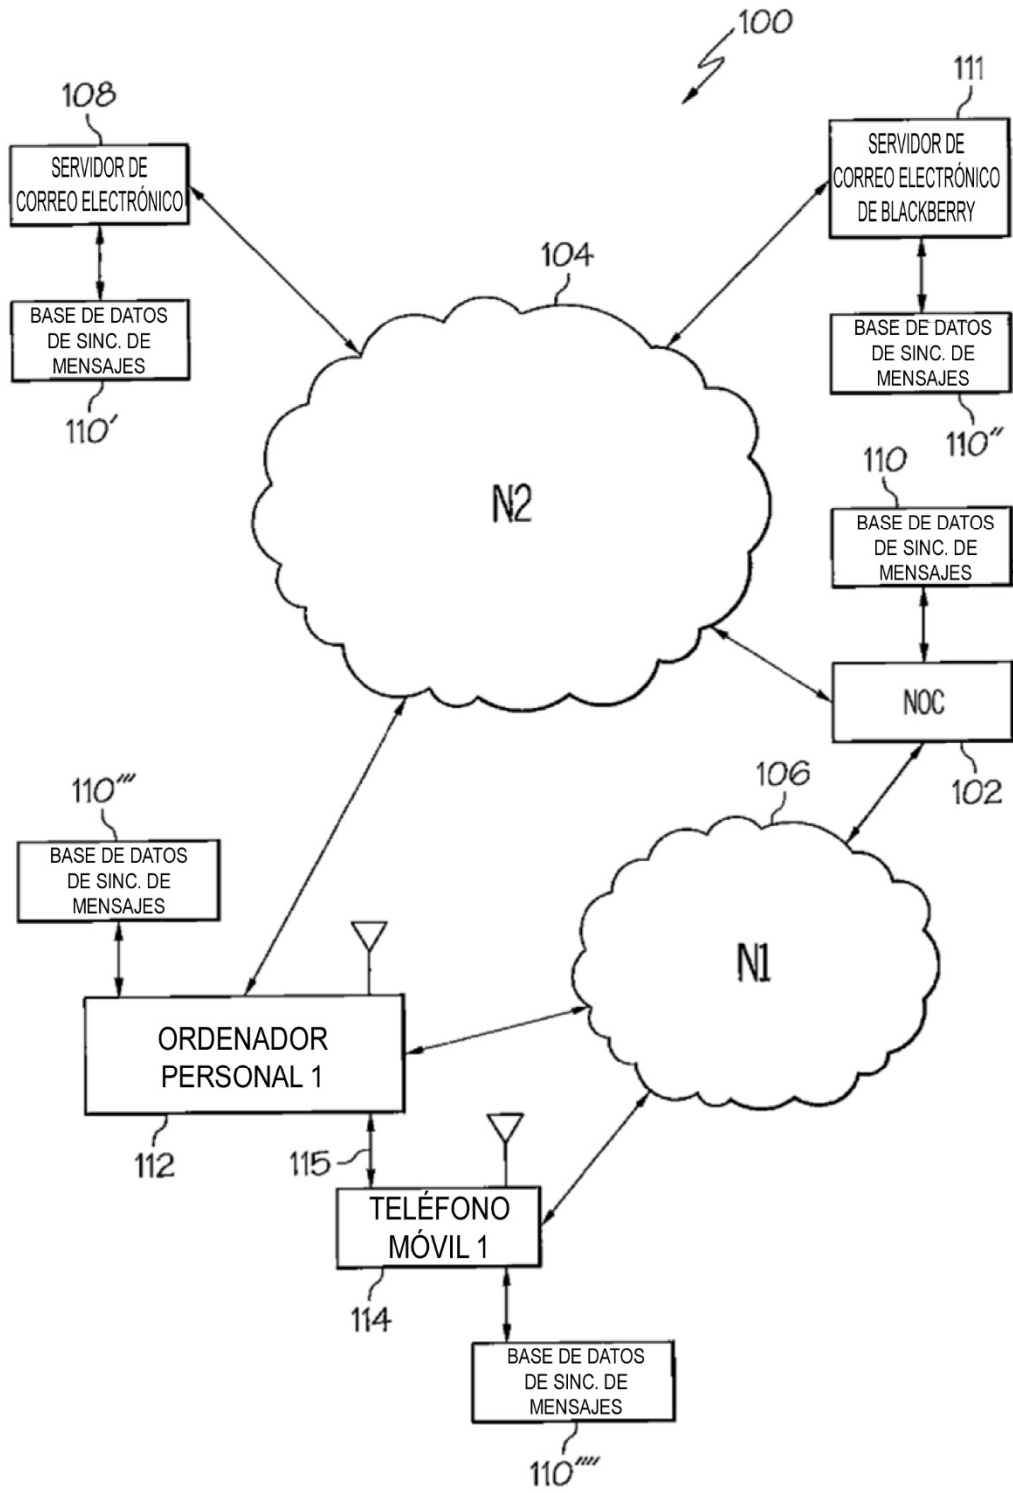 100
108
SERVIDOR DE
CORREO ELECTRÓNICO
111
SERVIDOR DE
CORREO ELECTRÓNICO
DE BLACKBERRY
104
BASE DE DATOS
DE SINC. DE
MENSAJES
110'
BASE DE DATOS
DE SINC. DE
MENSAJES
110"
N2
110
BASE DE DATOS
DE SINC. DE
MENSAJES
NOC
102
110'''
BASE DE DATOS
DE SINC. DE
MENSAJES
106
N1
ORDENADOR
PERSONAL 1
112
115
TELÉFONO
MÓVIL 1
114
BASE DE DATOS
DE SINC. DE
MENSAJES
110''''